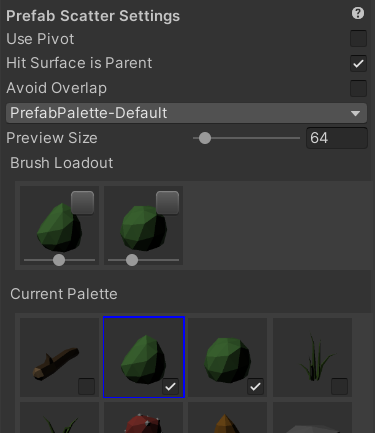 Prefab Scatter Settings
Use Pivot
Hit Surface is Parent
Avoid Overlap
PrefabPalette-Default
Preview Size 64
Brush Loadout
Current Palette